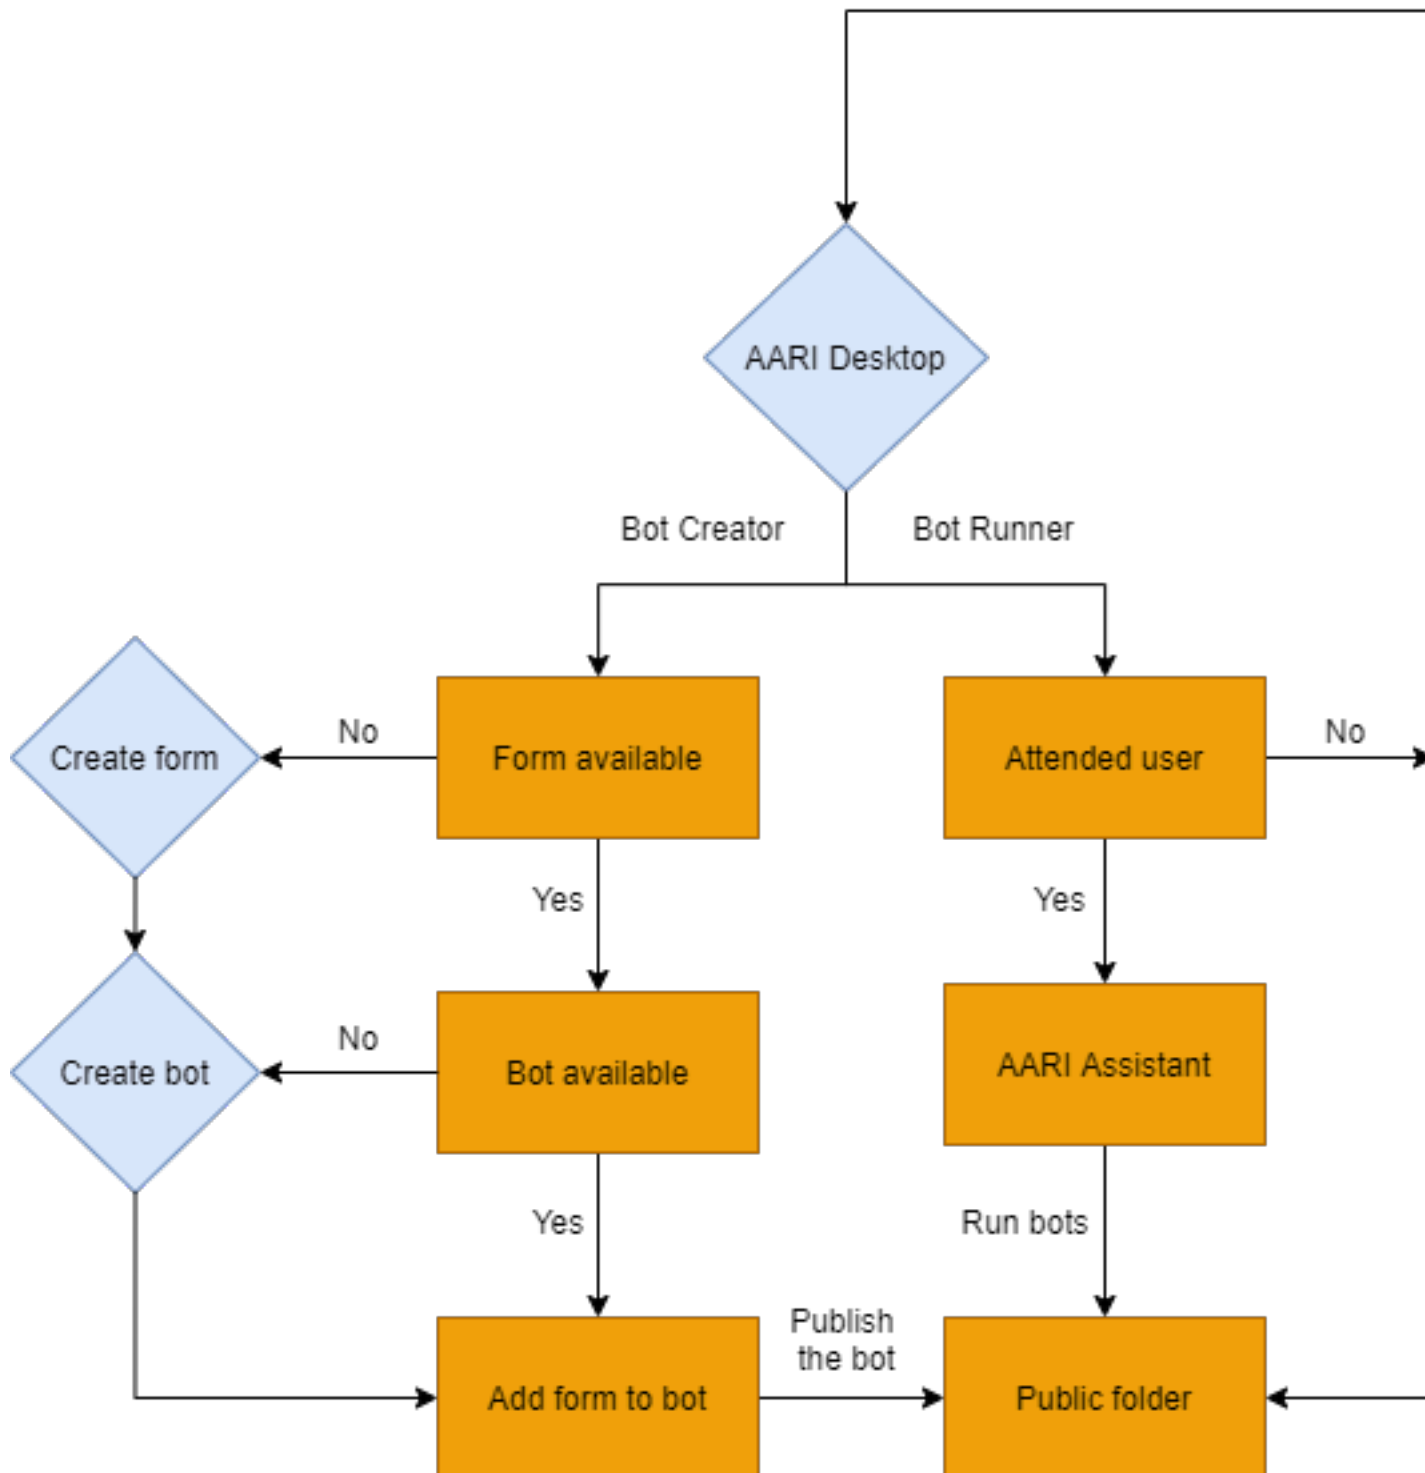 AARI Desktop
Bot Creator
Bot Runner
Create form
No
Form available
Attended user
No
Yes
Yes
Create bot
No
Bot available
AARI Assistant
Yes
Run bots
Publish
the bot
Add form to bot
Public folder